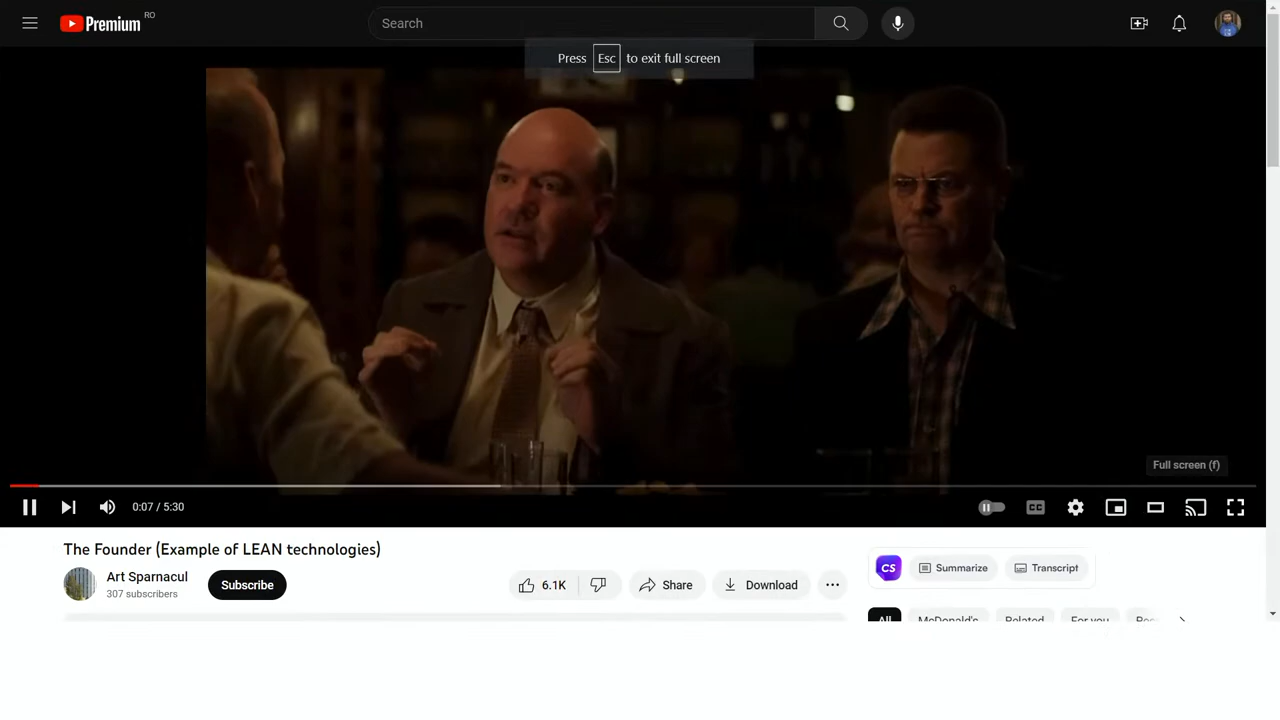 Premium RO
Search
Press Esc to exit full screen
Full screen (f)
0:07 / 5:30
CC
The Founder (Example of LEAN technologies)
Art Sparnacul
307 subscribers
Subscribe
6.1K
Share
Download
CS
Summarize
Transcript
All
McDonald's
Related
For you